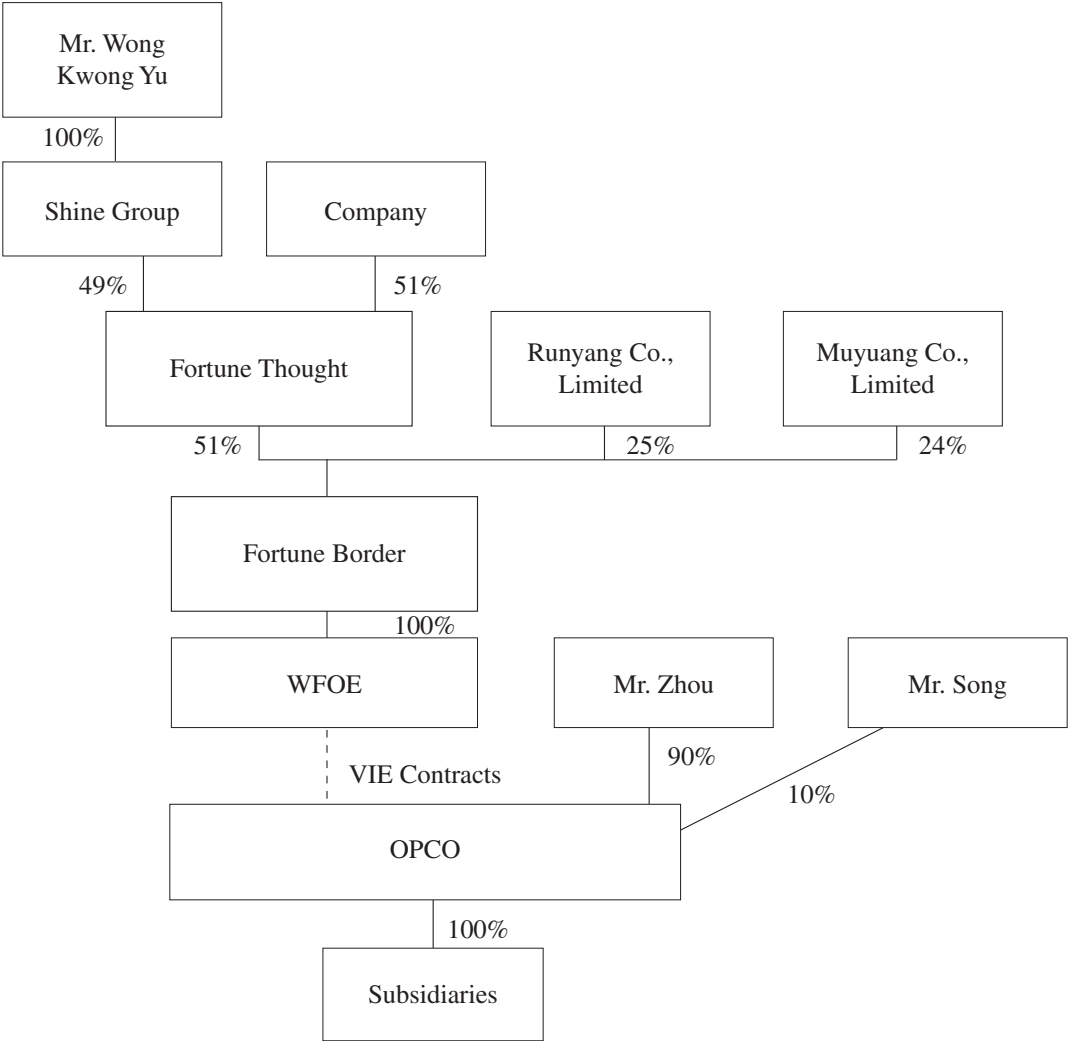 Mr. Wong
Kwong Yu
100%
Shine Group
Company
49%
51%
Fortune Thought
Runyang Co.,
Limited
Muyuang Co.,
Limited
51%
25%
24%
Fortune Border
100%
WFOE
Mr. Zhou
Mr. Song
90%
VIE Contracts
10%
OPCO
100%
Subsidiaries